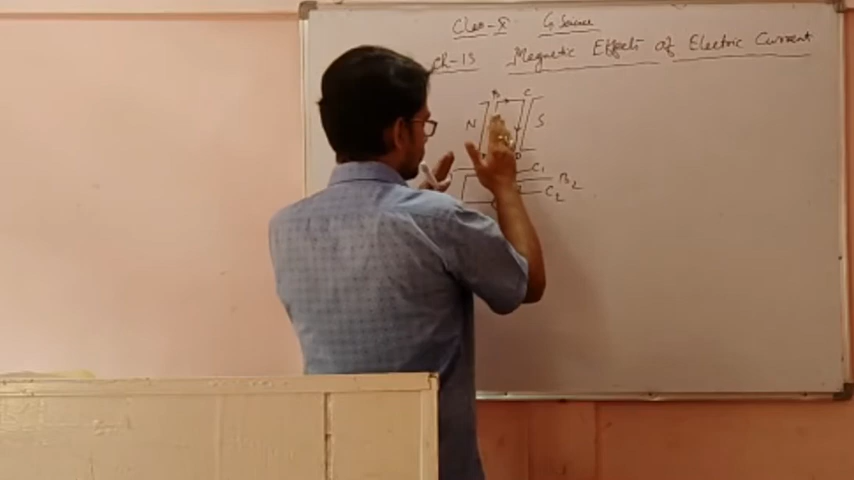 Class-X G. Science
Ch-13 Magnetic Effects of Electric Current
B C
N S
D
C1
B2
C2